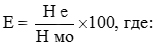 E = Н е / Н мо ×100, где: